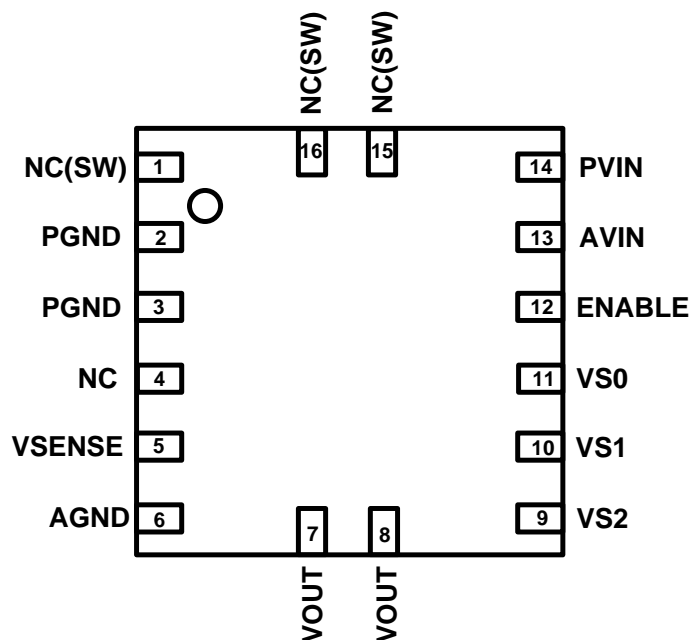 NC(SW)
NC(SW)
16
15
NC(SW)
1
14
PVIN
PGND
2
13
AVIN
PGND
3
12
ENABLE
NC
4
11
VS0
VSENSE
5
10
VS1
AGND
6
9
VS2
7
8
VOUT
VOUT